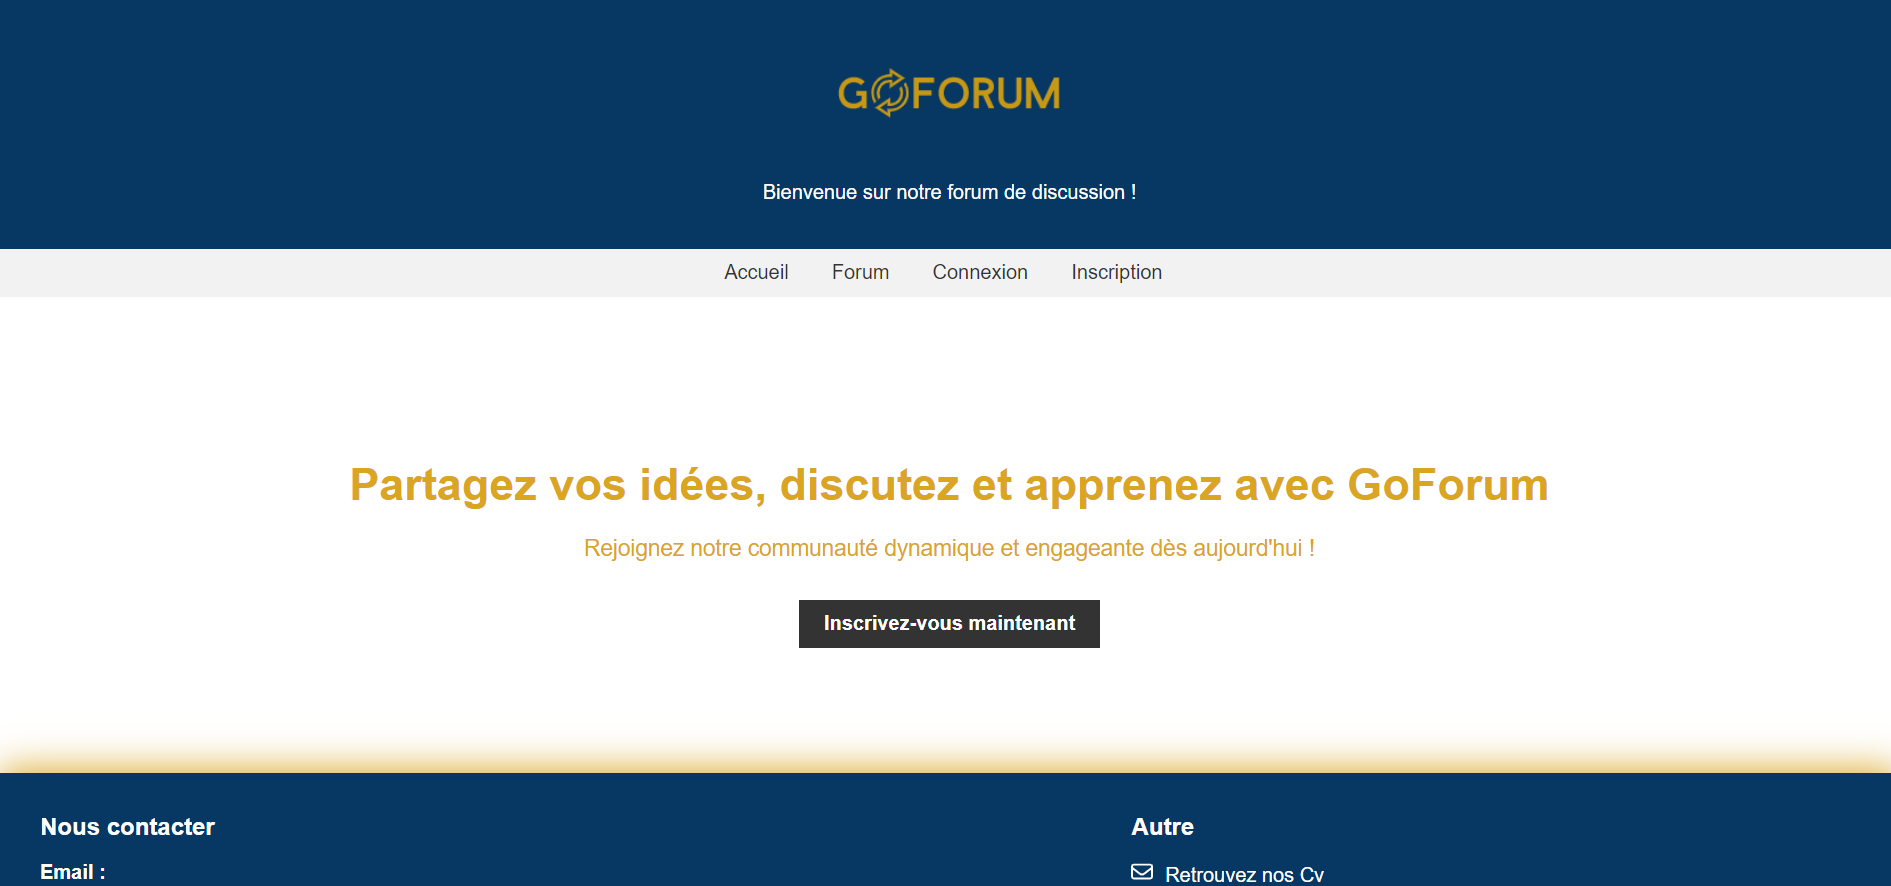 GOFORUM
Bienvenue sur notre forum de discussion !
Accueil Forum Connexion Inscription
Partagez vos idées, discutez et apprenez avec GoForum
Rejoignez notre communauté dynamique et engageante dès aujourd'hui !
Inscrivez-vous maintenant
Nous contacter
Email :
Autre
Retrouvez nos Cv